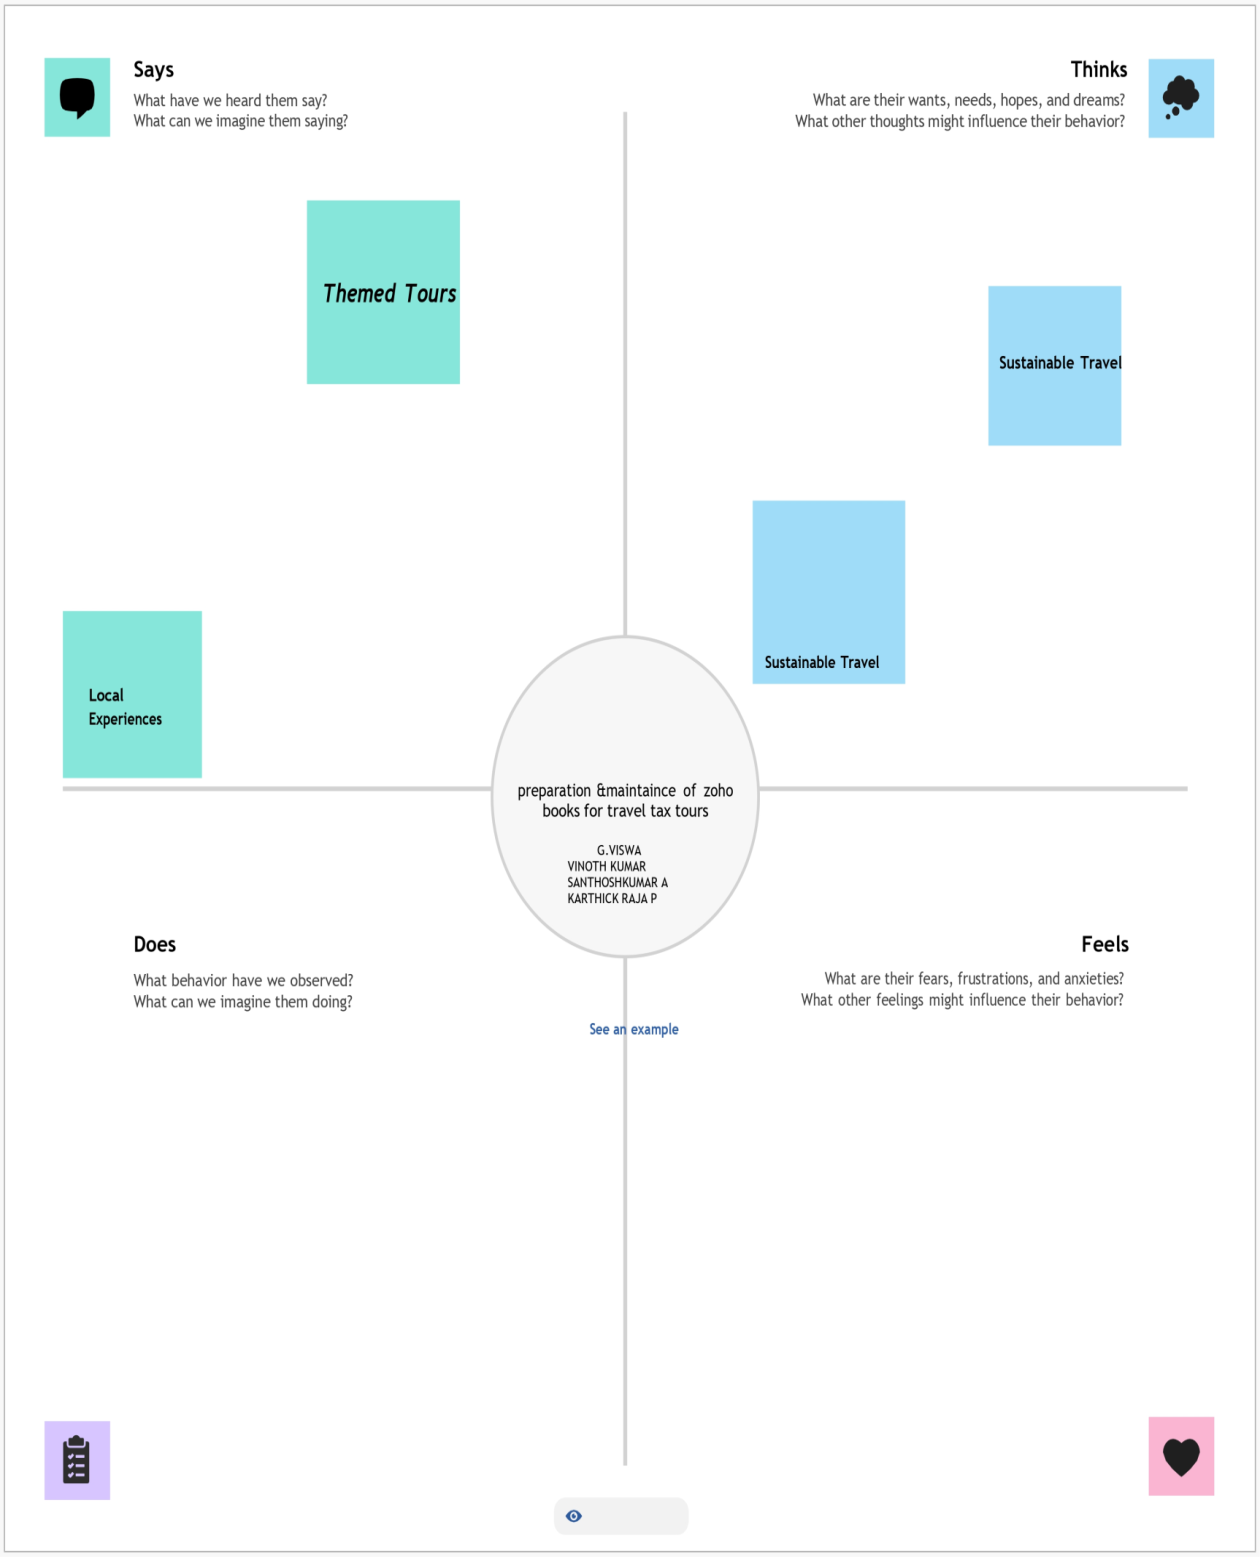 Says
What have we heard them say?
What can we imagine them saying?
Thinks
What are their wants, needs, hopes, and dreams?
What other thoughts might influence their behavior?
Themed Tours
Sustainable Travel
Sustainable Travel
Local
Experiences
preparation &maintaince of zoho
books for travel tax tours
G.VISWA
VINOTH KUMAR
SANTHOSHKUMAR A
KARTHICK RAJA P
Does
What behavior have we observed?
What can we imagine them doing?
Feels
What are their fears, frustrations, and anxieties?
What other feelings might influence their behavior?
See an example